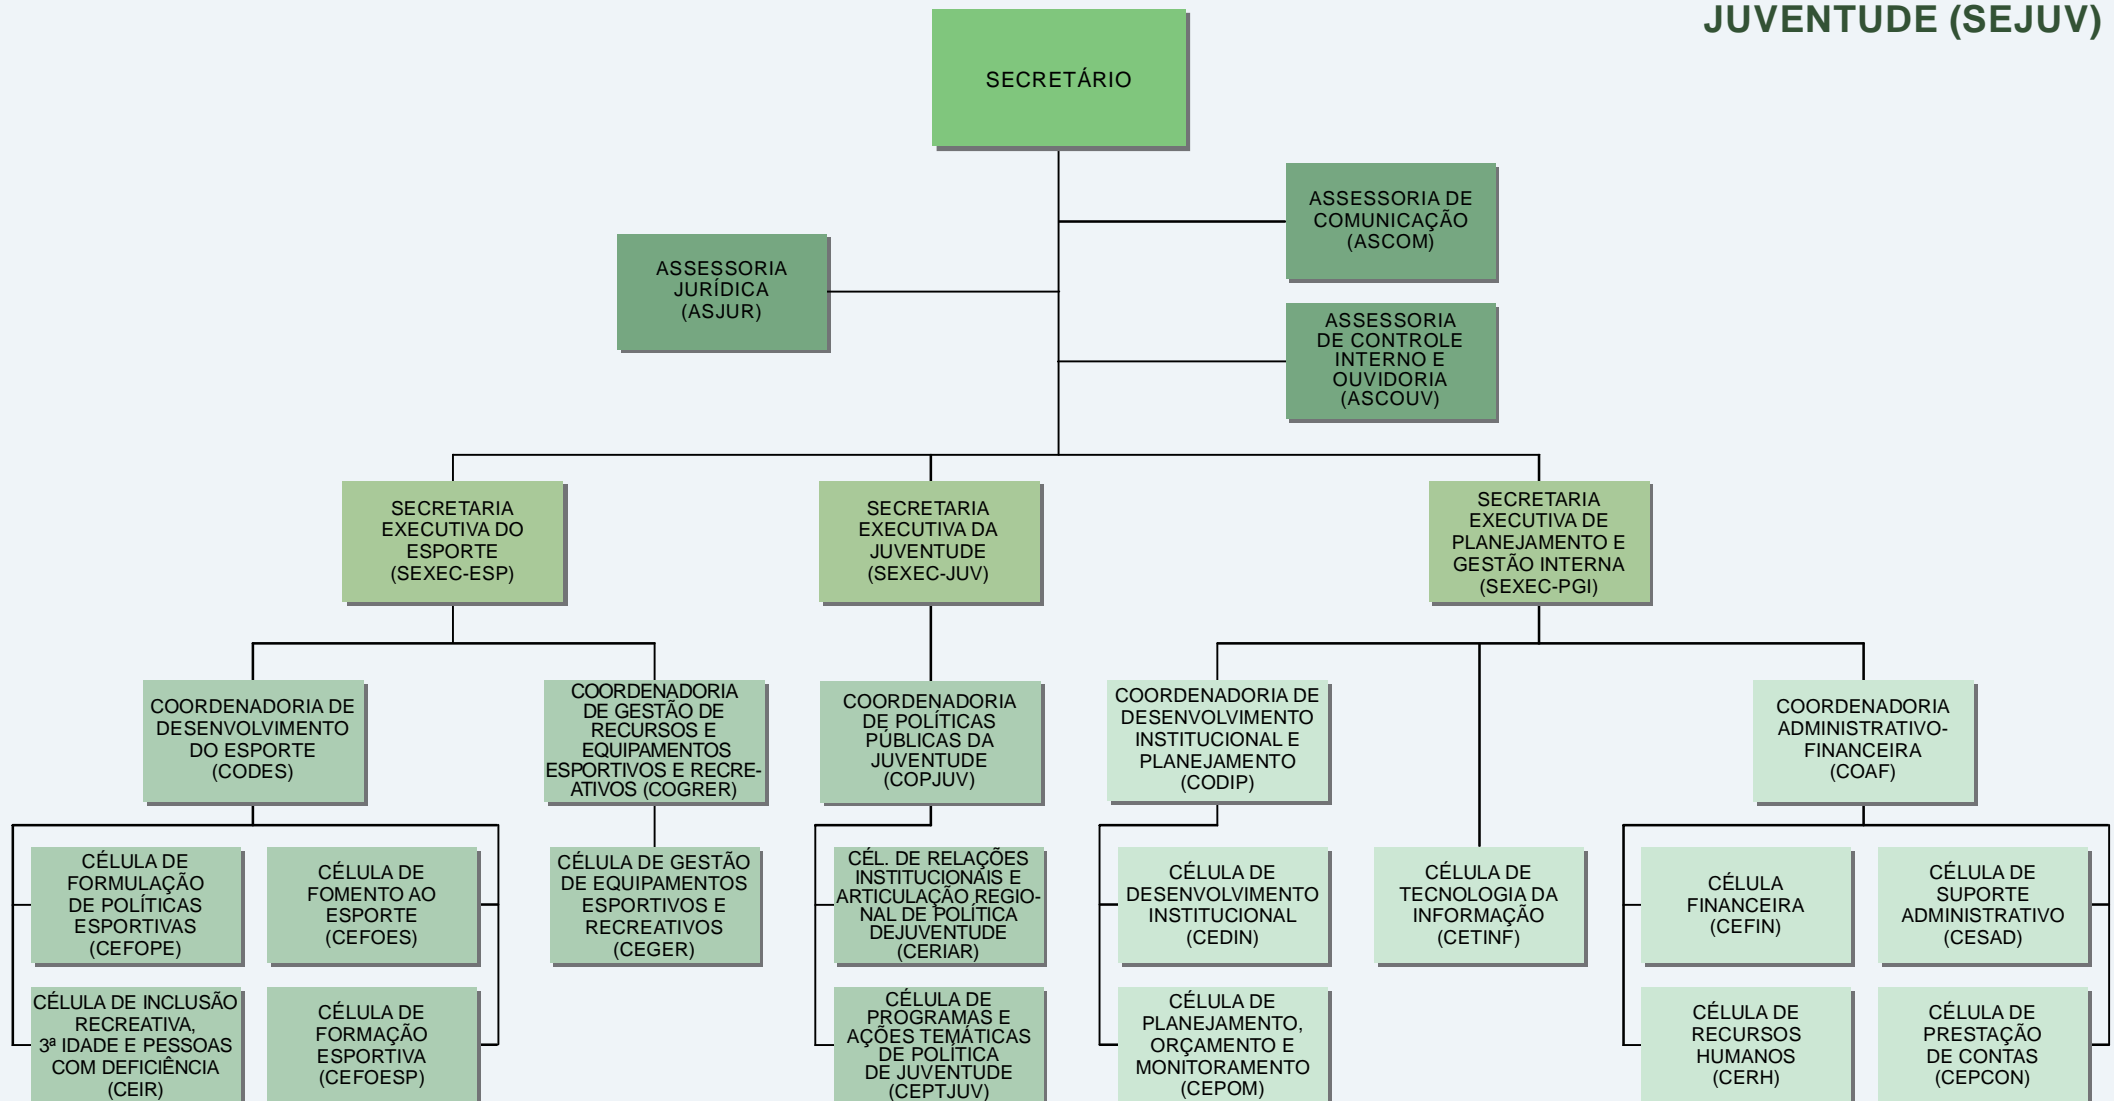 JUVENTUDE (SEJUV)
SECRETÁRIO
ASSESSORIA DE
COMUNICAÇÃO
(ASCOM)
ASSESSORIA
JURÍDICA
(ASJUR)
ASSESSORIA
DE CONTROLE
INTERNO E
OUVIDORIA
(ASCOUV)
SECRETARIA
EXECUTIVA DO
ESPORTE
(SEXEC-ESP)
SECRETARIA
EXECUTIVA DA
JUVENTUDE
(SEXEC-JUV)
SECRETARIA
EXECUTIVA DE
PLANEJAMENTO E
GESTÃO INTERNA
(SEXEC-PGI)
COORDENADORIA DE
DESENVOLVIMENTO
DO ESPORTE
(CODES)
COORDENADORIA
DE GESTÃO DE
RECURSOS E
EQUIPAMENTOS
ESPORTIVOS E RECRE-
ATIVOS (COGRER)
COORDENADORIA
DE POLÍTICAS
PÚBLICAS DA
JUVENTUDE
(COPJUV)
COORDENADORIA DE
DESENVOLVIMENTO
INSTITUCIONAL E
PLANEJAMENTO
(CODIP)
COORDENADORIA
ADMINISTRATIVO-
FINANCEIRA
(COAF)
CÉLULA DE
FORMULAÇÃO
DE POLÍTICAS
ESPORTIVAS
(CEFOPE)
CÉLULA DE
FOMENTO AO
ESPORTE
(CEFOES)
CÉLULA DE GESTÃO
DE EQUIPAMENTOS
ESPORTIVOS E
RECREATIVOS
(CEGER)
CÉL. DE RELAÇÕES
INSTITUCIONAIS E
ARTICULAÇÃO REGIO-
NAL DE POLÍTICA
DEJUVENTUDE
(CERIAR)
CÉLULA DE
DESENVOLVIMENTO
INSTITUCIONAL
(CEDIN)
CÉLULA DE
TECNOLOGIA DA
INFORMAÇÃO
(CETINF)
CÉLULA
FINANCEIRA
(CEFIN)
CÉLULA DE
SUPORTE
ADMINISTRATIVO
(CESAD)
CÉLULA DE INCLUSÃO
RECREATIVA,
3ª IDADE E PESSOAS
COM DEFICIÊNCIA
(CEIR)
CÉLULA DE
FORMAÇÃO
ESPORTIVA
(CEFOESP)
CÉLULA DE
PROGRAMAS E
AÇÕES TEMÁTICAS
DE POLÍTICA
DE JUVENTUDE
(CEPTJUV)
CÉLULA DE
PLANEJAMENTO,
ORÇAMENTO E
MONITORAMENTO
(CEPOM)
CÉLULA DE
RECURSOS
HUMANOS
(CERH)
CÉLULA DE
PRESTAÇÃO
DE CONTAS
(CEPCON)